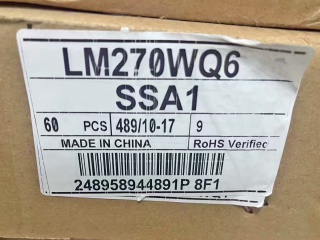 LM270WQ6
SSA1
60 PCS 489/10-17 9
MADE IN CHINA RoHS Verified
248958944891P 8F1